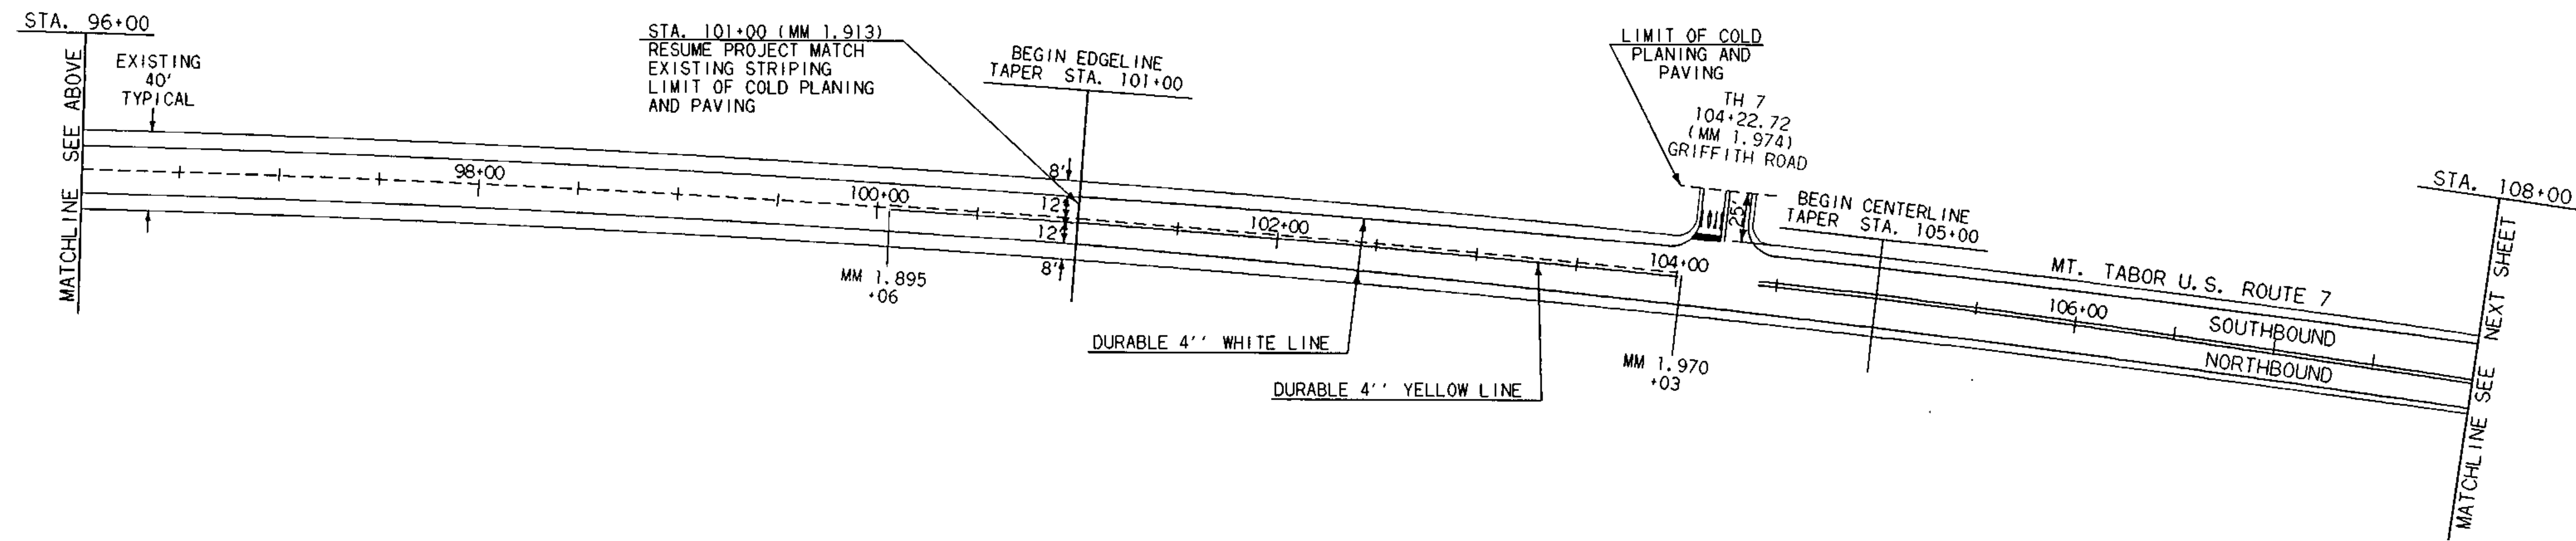 STA. 96+00
MATCHLINE SEE ABOVE
EXISTING
40'
TYPICAL
98+00
STA. 101+00 (MM 1.913)
RESUME PROJECT MATCH
EXISTING STRIPING
LIMIT OF COLD PLANING
AND PAVING
100+00
MM 1.895
+06
BEGIN EDGELINE
TAPER STA. 101+00
8'
12'
12'
8'
102+00
DURABLE 4'' WHITE LINE
DURABLE 4'' YELLOW LINE
LIMIT OF COLD
PLANING AND
PAVING
TH 7
104+22.72
(MM 1.974)
GRIFFITH ROAD
25'
104+00
MM 1.970
+03
BEGIN CENTERLINE
TAPER STA. 105+00
MT. TABOR U.S. ROUTE 7
106+00
SOUTHBOUND
NORTHBOUND
STA. 108+00
MATCHLINE SEE NEXT SHEET